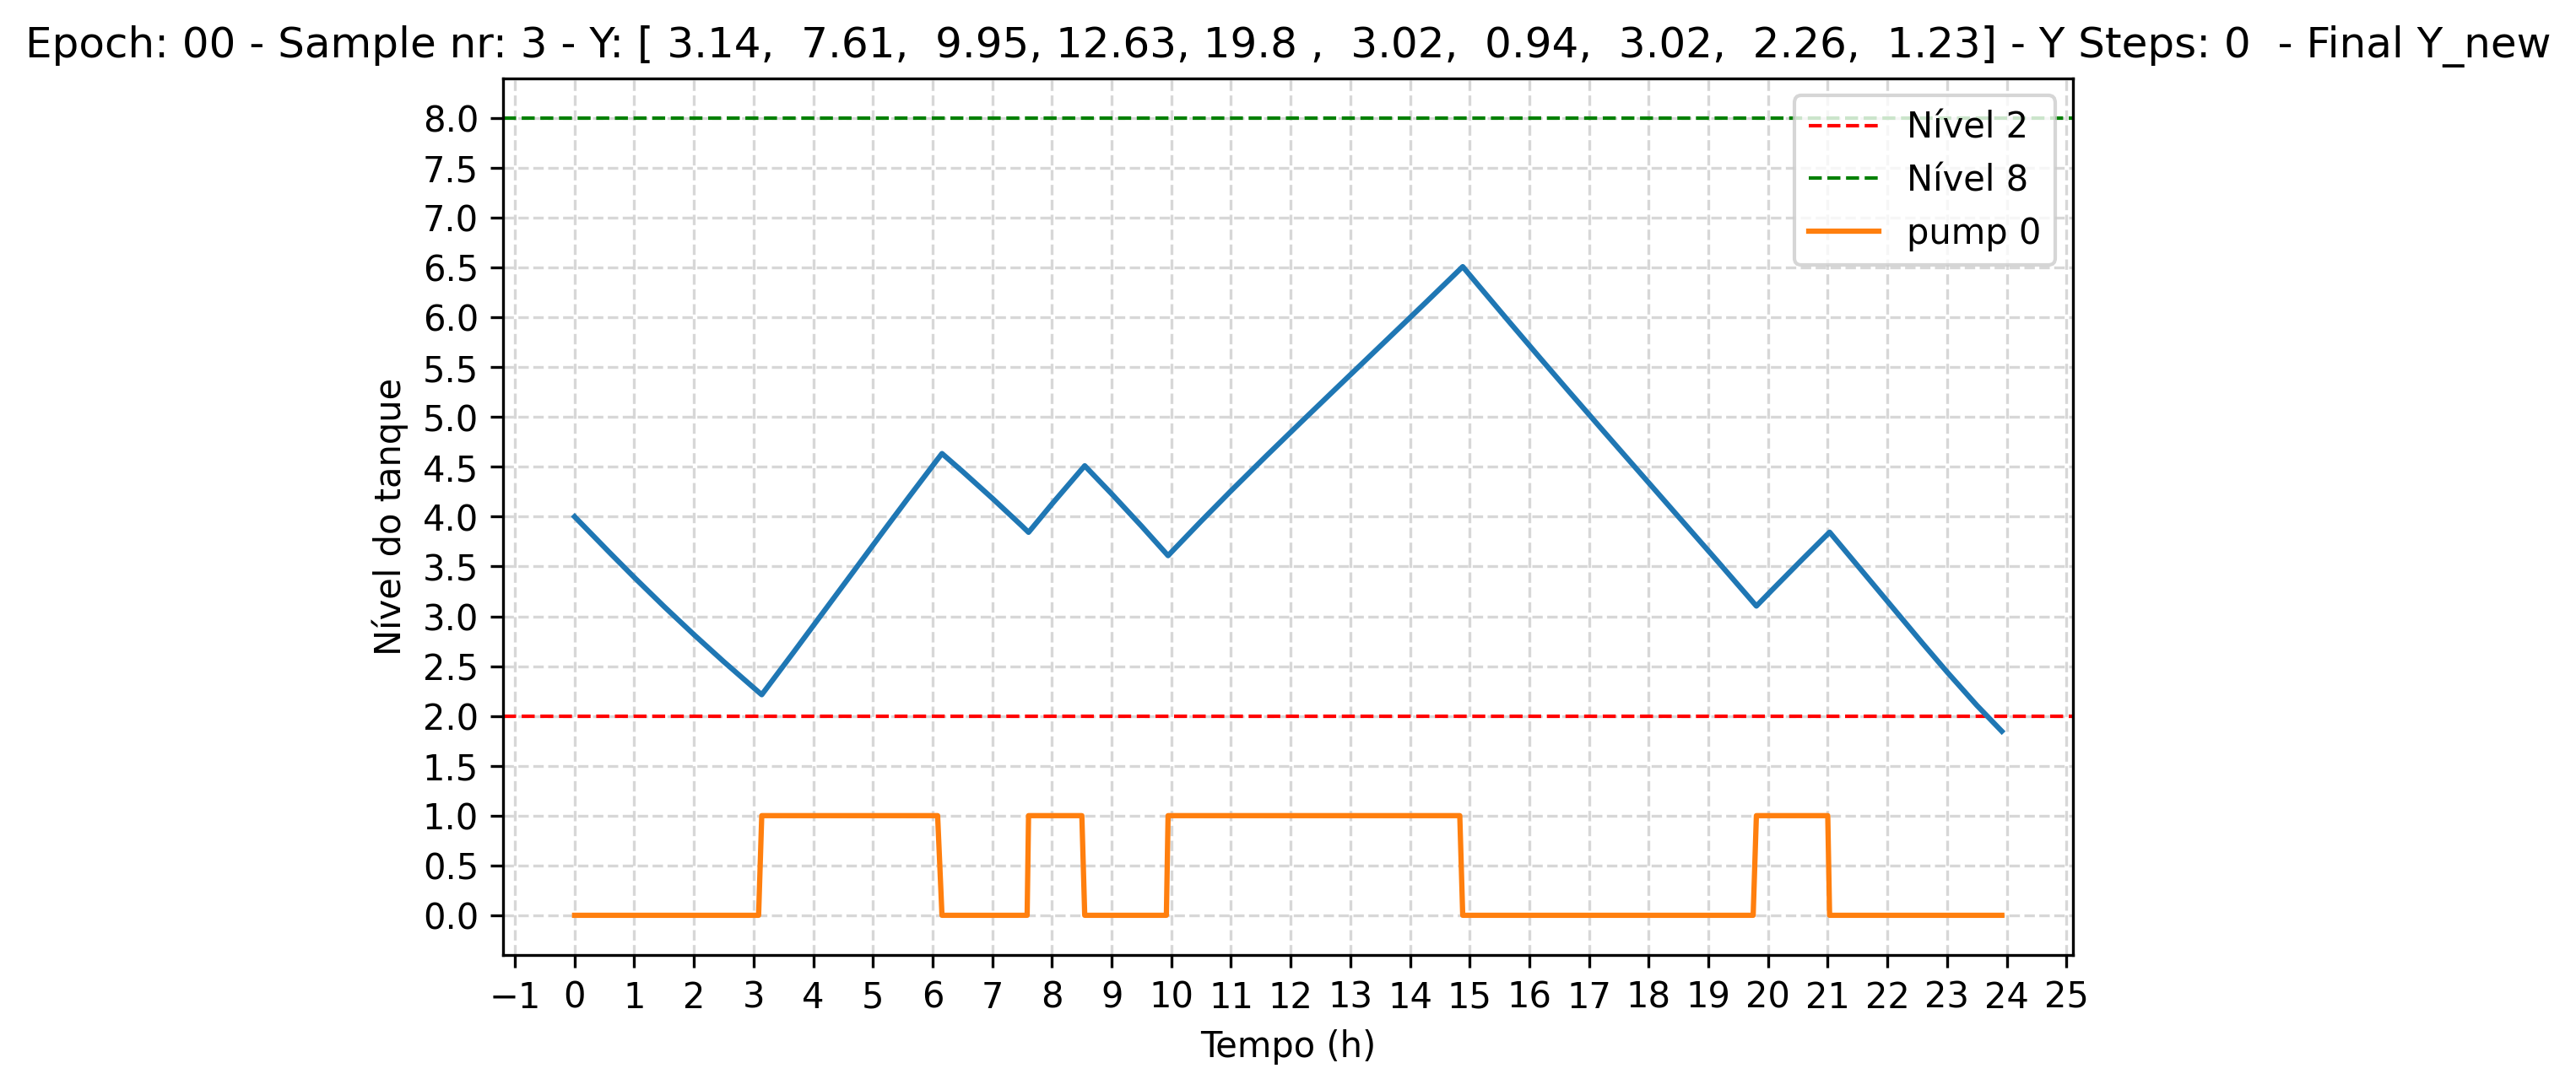 Epoch: 00 - Sample nr: 3 - Y: [ 3.14,  7.61,  9.95, 12.63, 19.8 ,  3.02,  0.94,  3.02,  2.26,  1.23] - Y Steps: 0  - Final Y_new
Nível 2
Nível 8
pump 0
Nível do tanque
8.0
7.5
7.0
6.5
6.0
5.5
5.0
4.5
4.0
3.5
3.0
2.5
2.0
1.5
1.0
0.5
0.0
−1 0 1 2 3 4 5 6 7 8 9 10 11 12 13 14 15 16 17 18 19 20 21 22 23 24 25
Tempo (h)